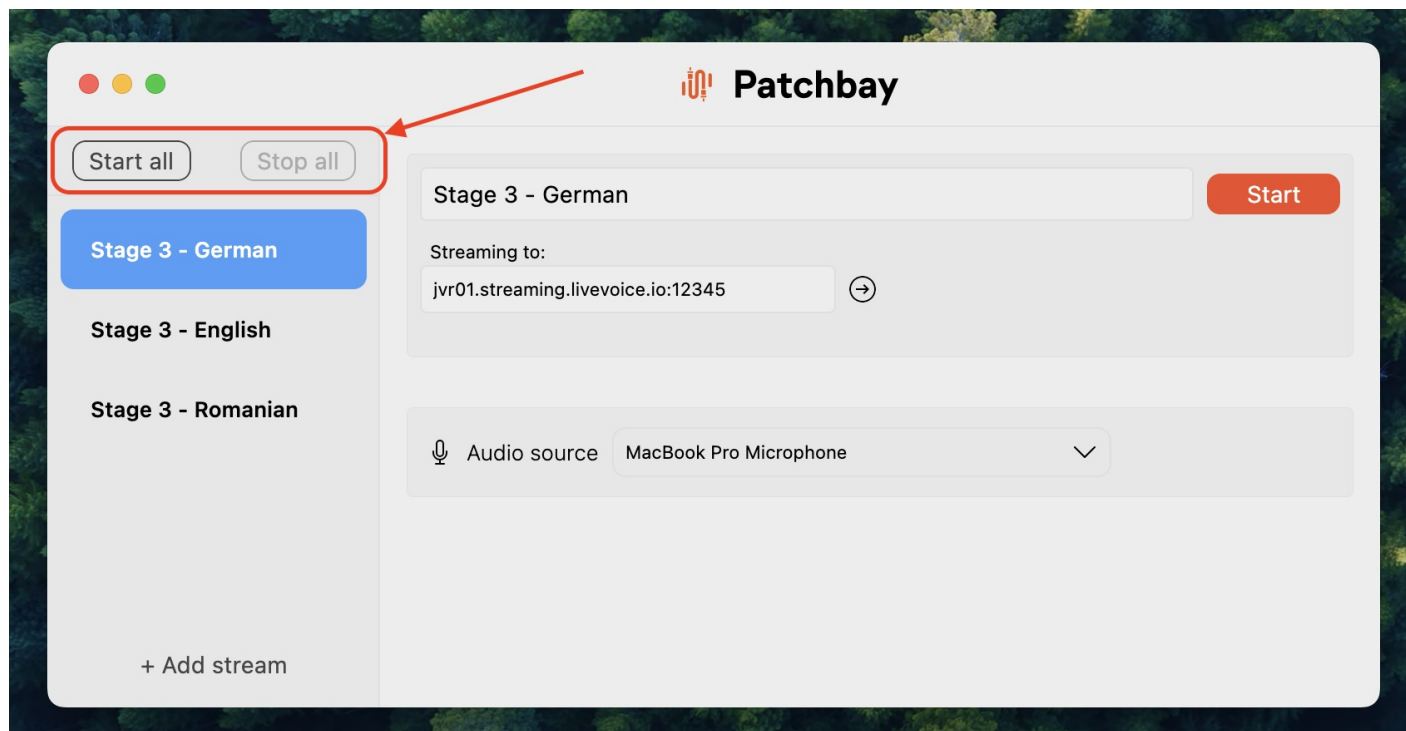 Patchbay
Start all
Stop all
Stage 3 - German
Stage 3 - English
Stage 3 - Romanian
+ Add stream
Stage 3 - German
Start
Streaming to:
jvr01.streaming.livevoice.io:12345
Audio source
MacBook Pro Microphone